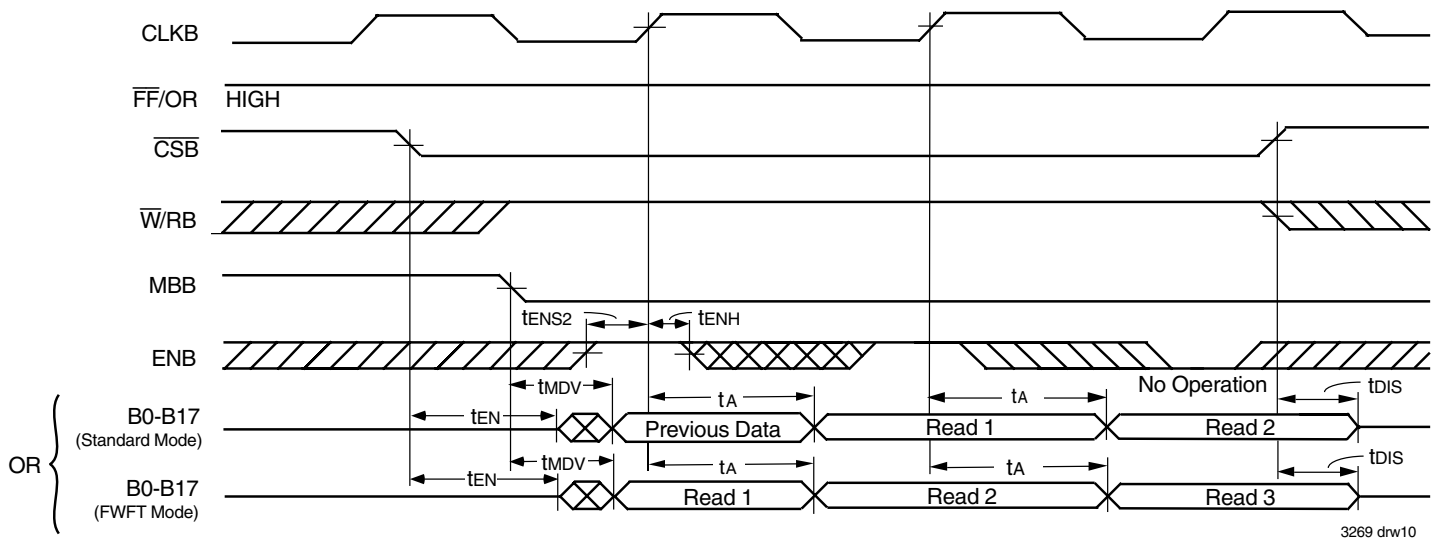 CLKB
FF/OR HIGH
CSB
W/RB
MBB
tENS2 tENH
ENB
No Operation
tMDV tA tA tDIS
B0-B17 tEN Previous Data Read 1 Read 2
(Standard Mode)
OR
tMDV tA tA tDIS
B0-B17 tEN Read 1 Read 2 Read 3
(FWFT Mode)
3269 drw10